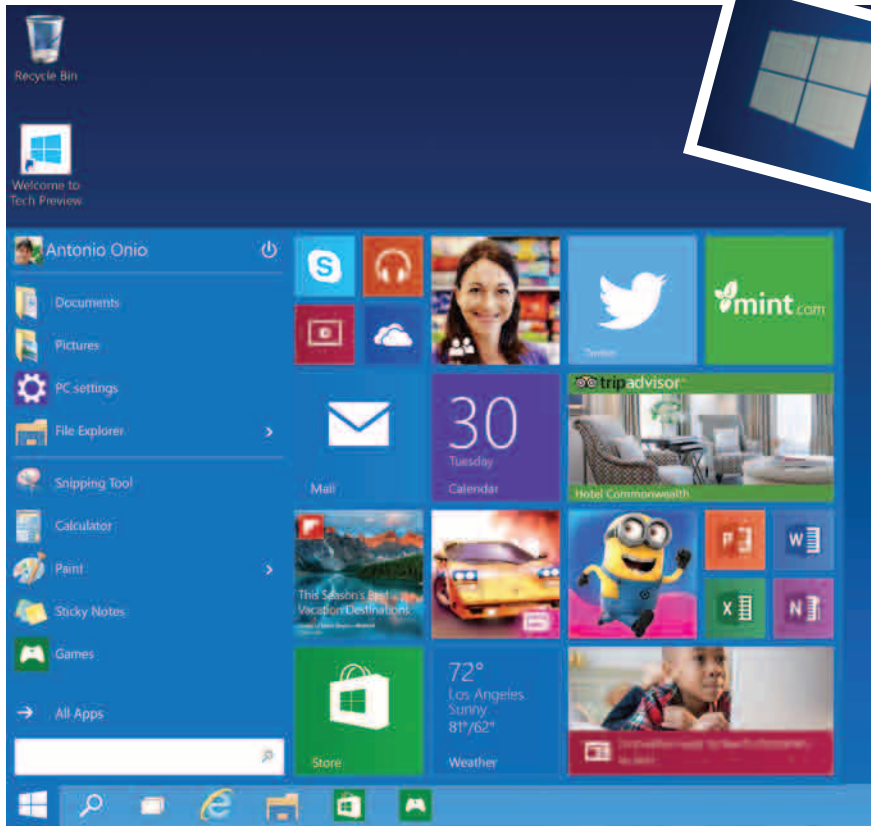 Recycle Bin
Welcome to
Tech Preview
Antonio Onio
Documents
Pictures
PC settings
File Explorer
Snipping Tool
Calculator
Paint
Sticky Notes
Games
All Apps
S
Twitter
mint.com
Mail
30
Tuesday
Calendar
tripadvisor
Hotel Commonwealth
This Season's Best
Vacation Destinations
P
W
X
N
Store
72°
Los Angeles
Sunny
81°/62°
Weather